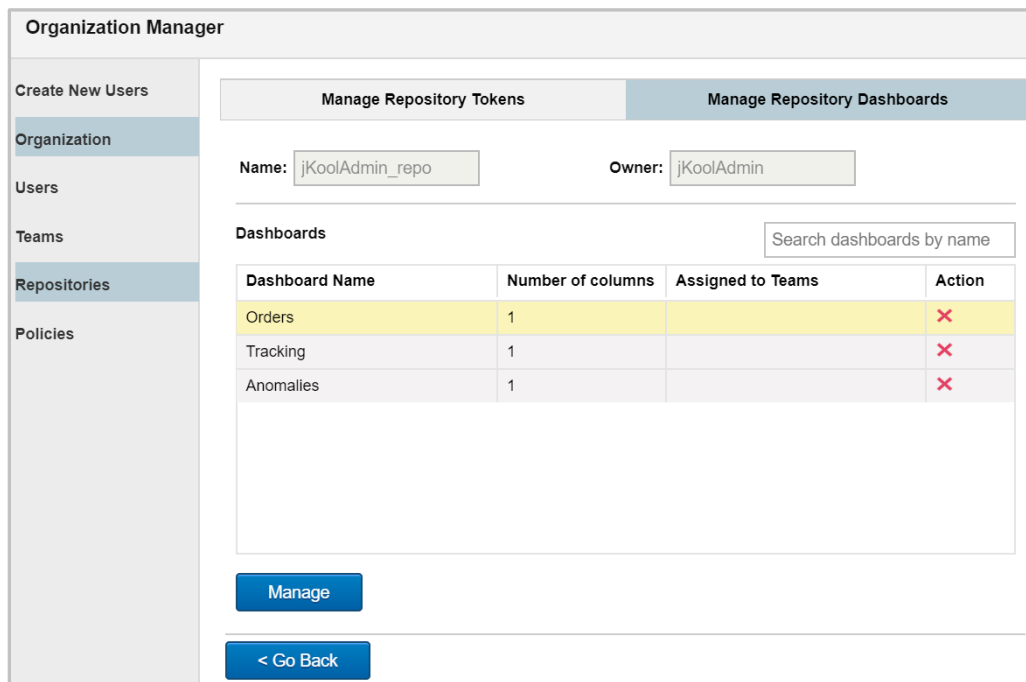 Organization Manager
Create New Users
Organization
Users
Teams
Repositories
Policies
Manage Repository Tokens
Manage Repository Dashboards
Name: jKoolAdmin_repo
Owner: jKoolAdmin
Dashboards
Search dashboards by name
Dashboard Name Number of columns Assigned to Teams Action
Orders 1
Tracking 1
Anomalies 1
Manage
< Go Back